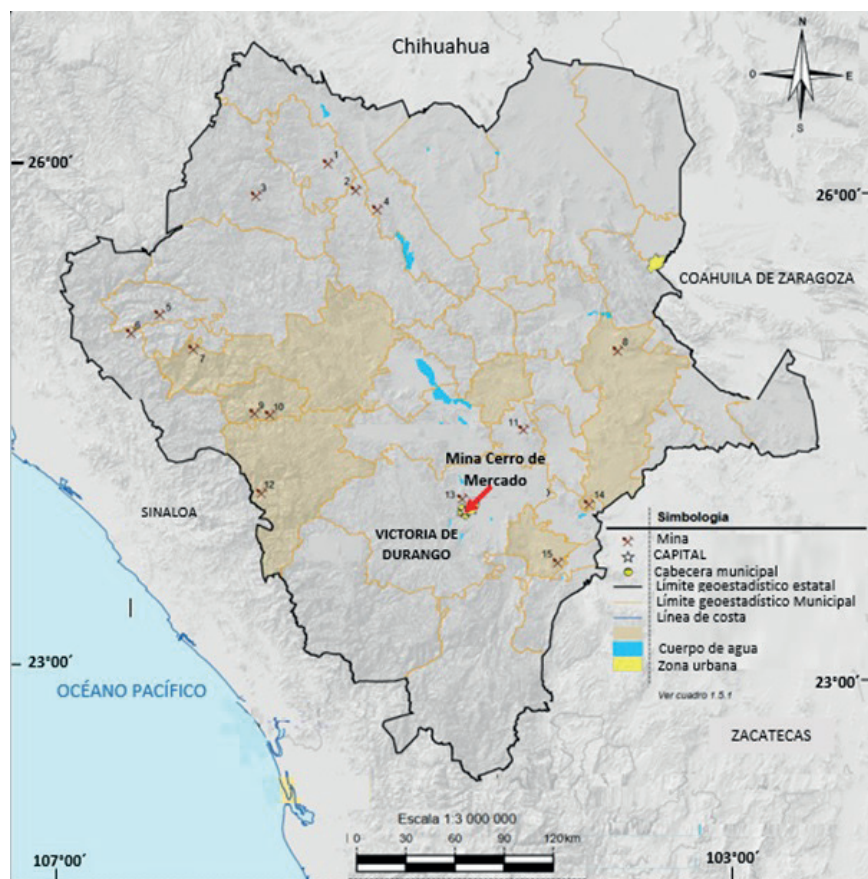 Chihuahua
N
O
E
S
26°00´
26°00´
1
2
3
4
COAHUILA DE ZARAGOZA
5
6
7
8
9
10
11
Mina Cerro de
Mercado
12
13
14
SINALOA
VICTORIA DE
DURANGO
15
Simbologia
Mina
CAPITAL
Cabecera municipal
Límite geoestadístico estatal
Límite geoestadístico Municipal
Línea de costa
Cuerpo de agua
Zona urbana
Ver cuadro 1.5.1
23°00´
23°00´
OCÉANO PACÍFICO
ZACATECAS
Escala 1:3 000 000
0 30 60 90 120km
107°00´
103°00´